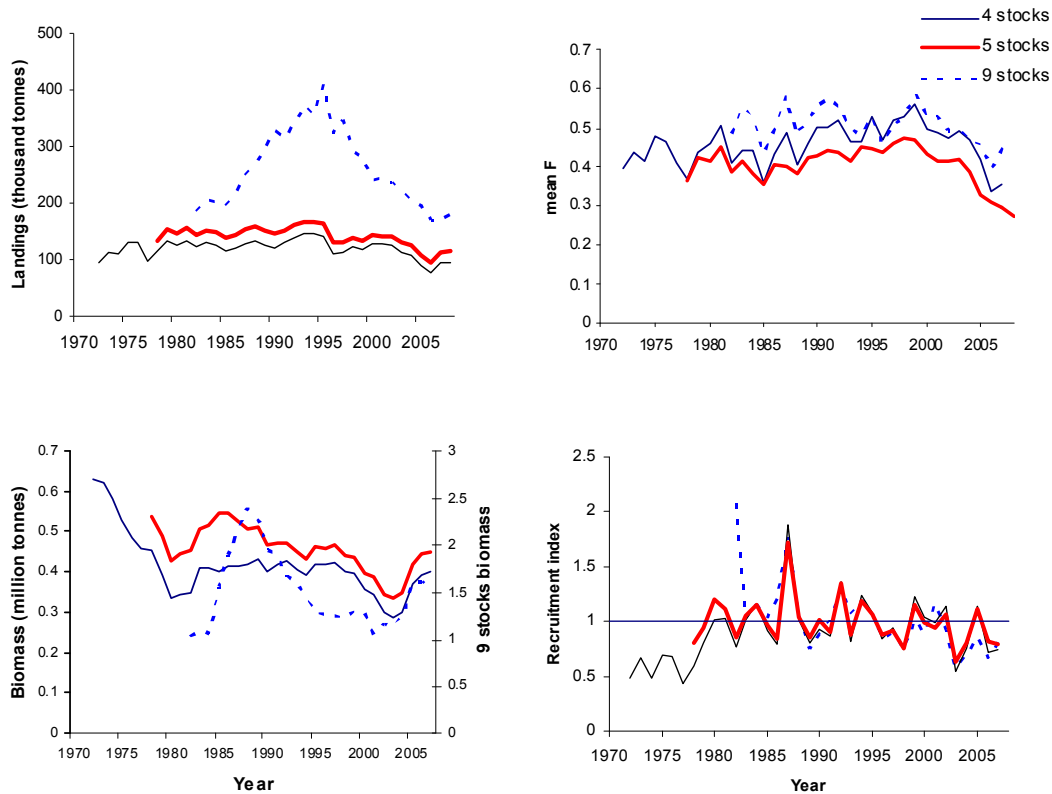 4 stocks
5 stocks
9 stocks
Landings (thousand tonnes)
500
400
300
200
100
0
1970 1975 1980 1985 1990 1995 2000 2005
mean F
0.7
0.6
0.5
0.4
0.3
0.2
0.1
0
1970 1975 1980 1985 1990 1995 2000 2005
Biomass (million tonnes)
0.7
0.6
0.5
0.4
0.3
0.2
0.1
0
3
2.5
2
1.5
1
0.5
0
9 stocks biomass
1970 1975 1980 1985 1990 1995 2000 2005
Year
Recruitment index
2.5
2
1.5
1
0.5
0
1970 1975 1980 1985 1990 1995 2000 2005
Year